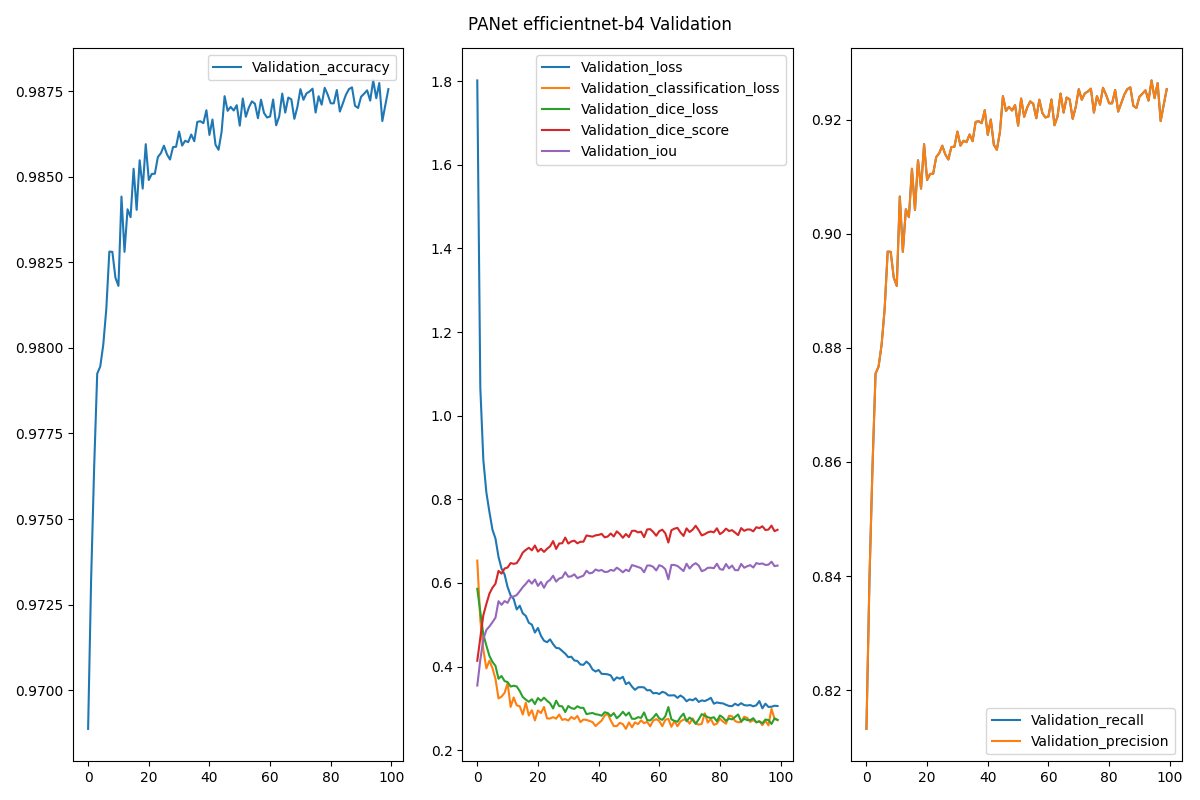 PANet efficientnet-b4 Validation
Validation_accuracy
0.9875
0.9850
0.9825
0.9800
0.9775
0.9750
0.9725
0.9700
0 20 40 60 80 100
Validation_loss
Validation_classification_loss
Validation_dice_loss
Validation_dice_score
Validation_iou
1.8
1.6
1.4
1.2
1.0
0.8
0.6
0.4
0.2
0 20 40 60 80 100
0.92
0.90
0.88
0.86
0.84
0.82
Validation_recall
Validation_precision
0 20 40 60 80 100